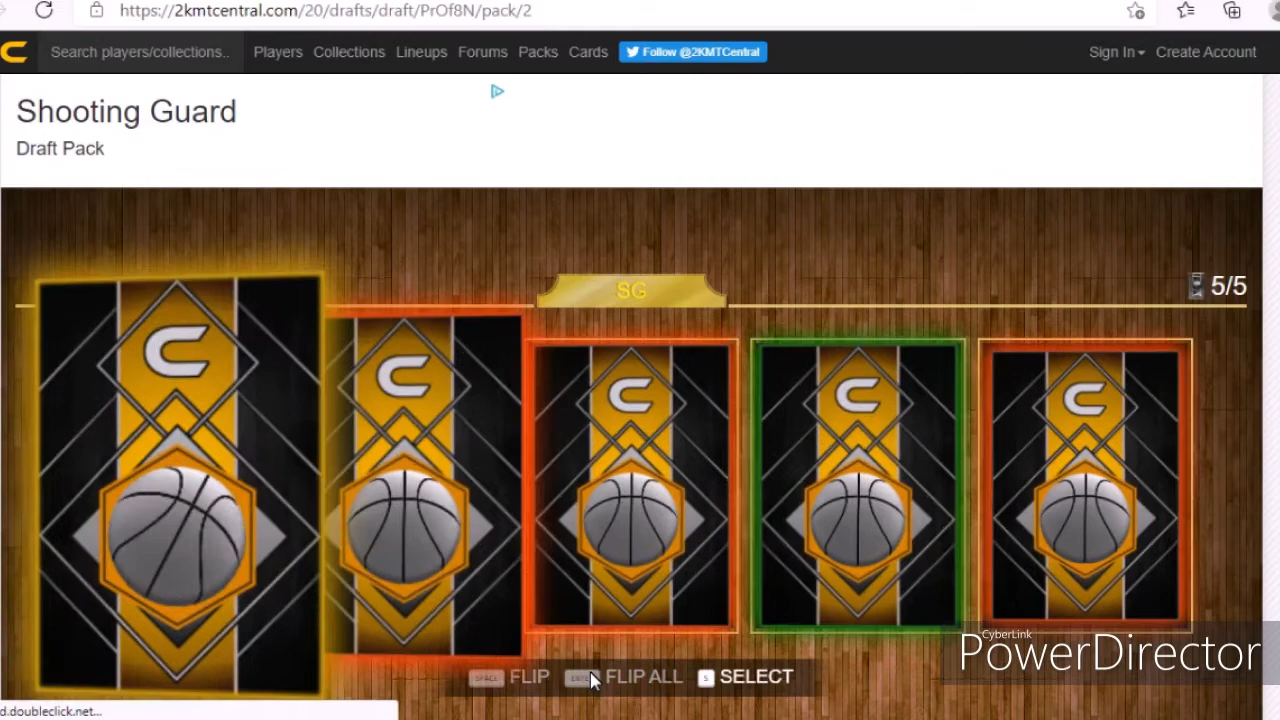 https://2kmtcentral.com/20/drafts/draft/PrOf8N/pack/2
Search players/collections..
Players
Collections
Lineups
Forums
Packs
Cards
Follow @2KMTCentral
Sign In
Create Account
Shooting Guard
Draft Pack
SG
5/5
SPACE FLIP
ENTER FLIP ALL
S SELECT
CyberLink
PowerDirector
d.doubleclick.net...